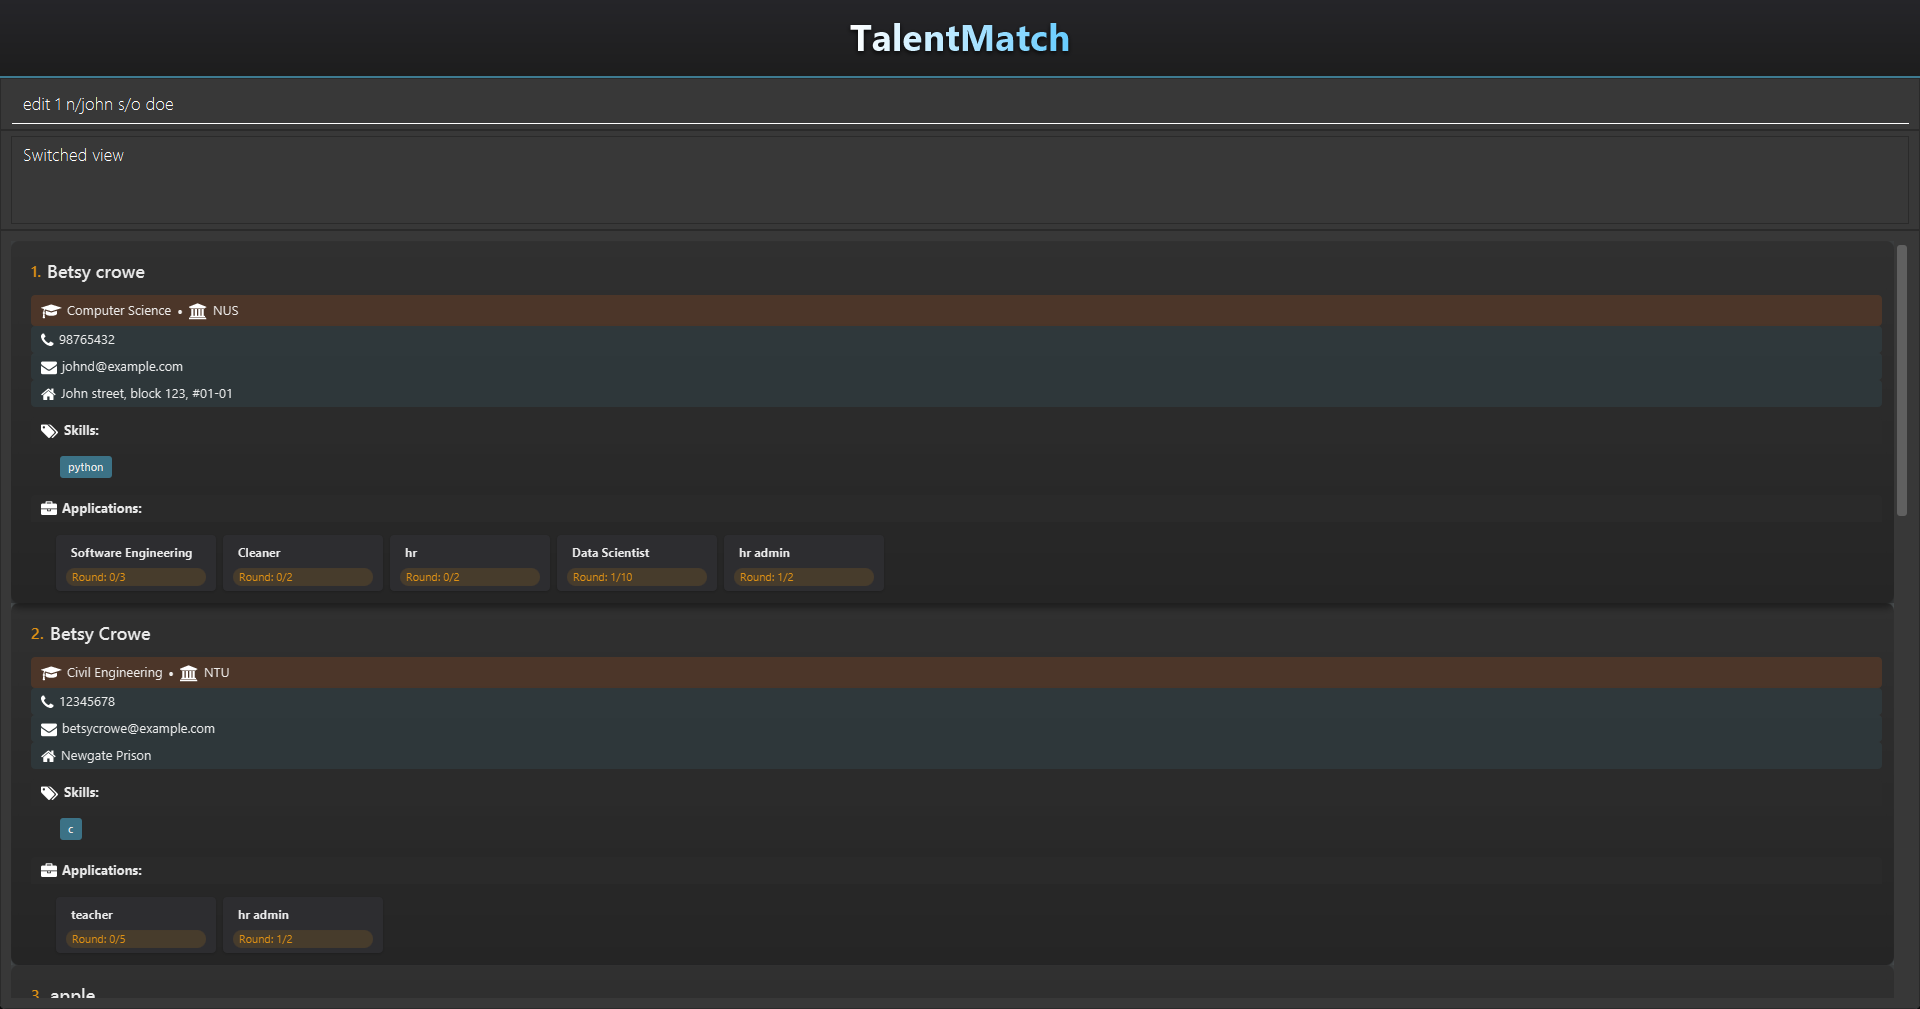 TalentMatch
edit 1 n/john s/o doe
Switched view
1. Betsy crowe
Computer Science • NUS
98765432
johnd@example.com
John street, block 123, #01-01
Skills:
python
Applications:
Software Engineering Cleaner hr Data Scientist hr admin
Round: 0/3 Round: 0/2 Round: 0/2 Round: 1/10 Round: 1/2
2. Betsy Crowe
Civil Engineering • NTU
12345678
betsycrowe@example.com
Newgate Prison
Skills:
c
Applications:
teacher hr admin
Round: 0/5 Round: 1/2
3. apple